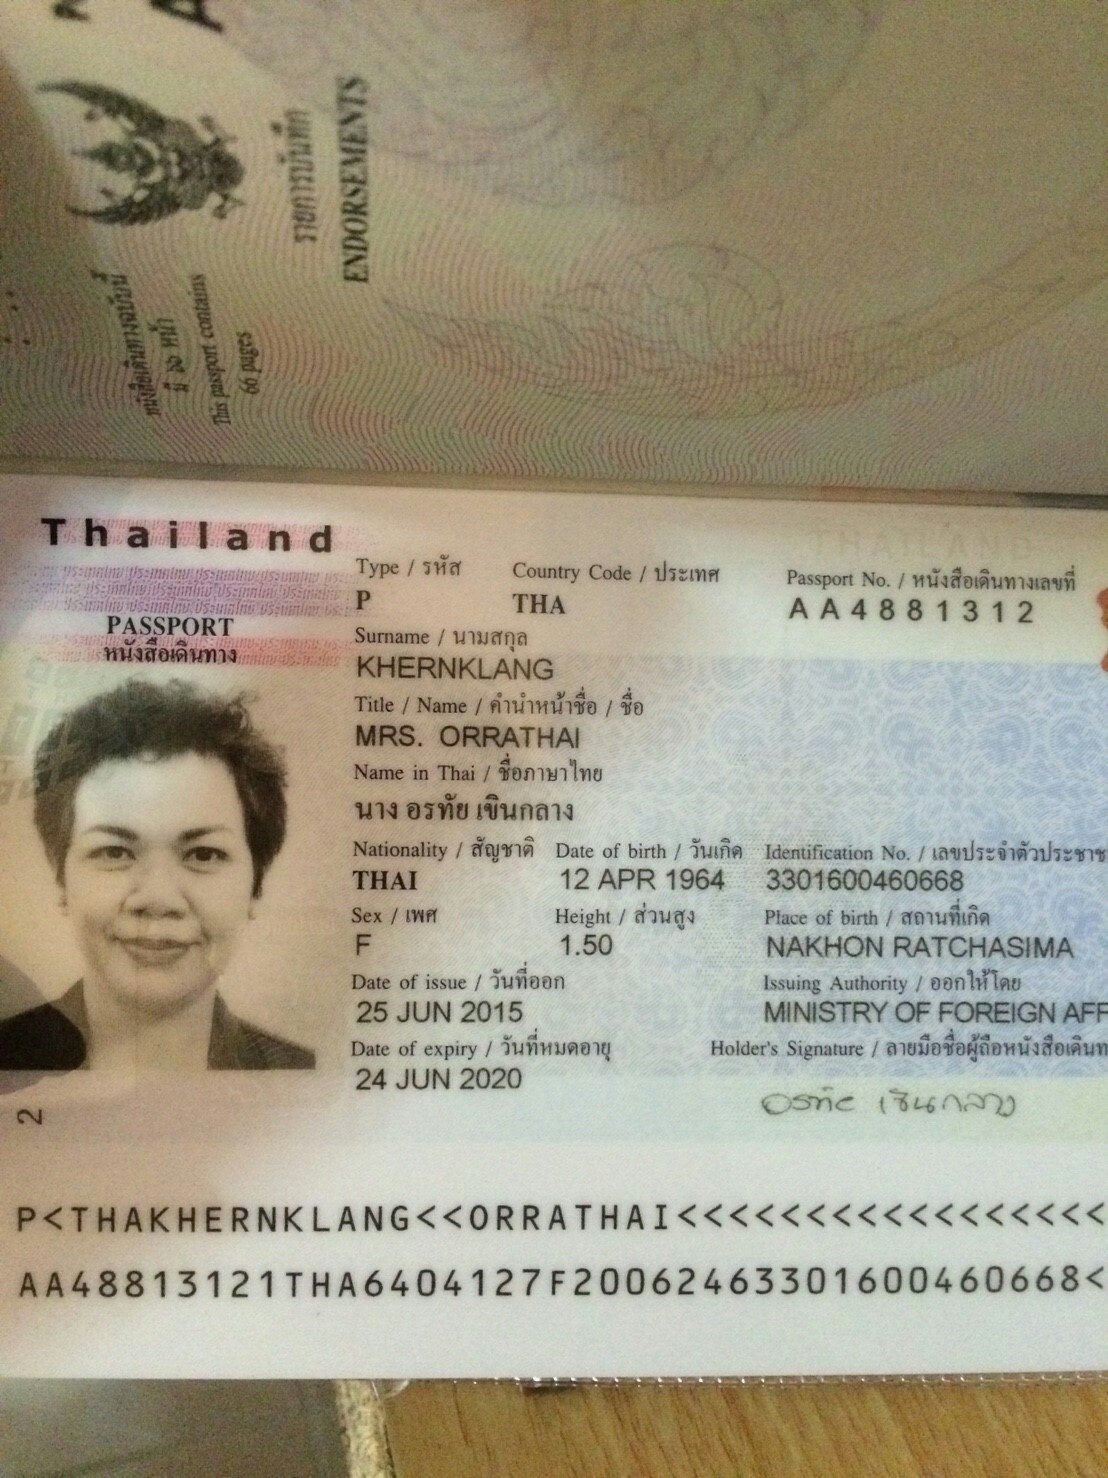 รายการบันทึก
ENDORSEMENTS
หนังสือเดินทางฉบับนี้
มี ๖๖ หน้า
This passport contains
66 pages
Thailand
PASSPORT
หนังสือเดินทาง
Type / รหัส Country Code / ประเทศ Passport No. / หนังสือเดินทางเลขที่
P THA AA4881312
Surname / นามสกุล
KHERNKLANG
Title / Name / คำนำหน้าชื่อ / ชื่อ
MRS. ORRATHAI
Name in Thai / ชื่อภาษาไทย
นาง อรทัย เขินกลาง
Nationality / สัญชาติ Date of birth / วันเกิด Identification No. / เลขประจำตัวประชาช
THAI 12 APR 1964 3301600460668
Sex / เพศ Height / ส่วนสูง Place of birth / สถานที่เกิด
F 1.50 NAKHON RATCHASIMA
Date of issue / วันที่ออก Issuing Authority / ออกให้โดย
25 JUN 2015 MINISTRY OF FOREIGN AFF
Date of expiry / วันที่หมดอายุ Holder's Signature / ลายมือชื่อผู้ถือหนังสือเดินท
24 JUN 2020
อรทัย เขินกลาง
2
P<THAKHERNKLANG<<ORRATHAI<<<<<<<<<<<<<<<<<
AA48813121THA6404127F20062463301600460668<